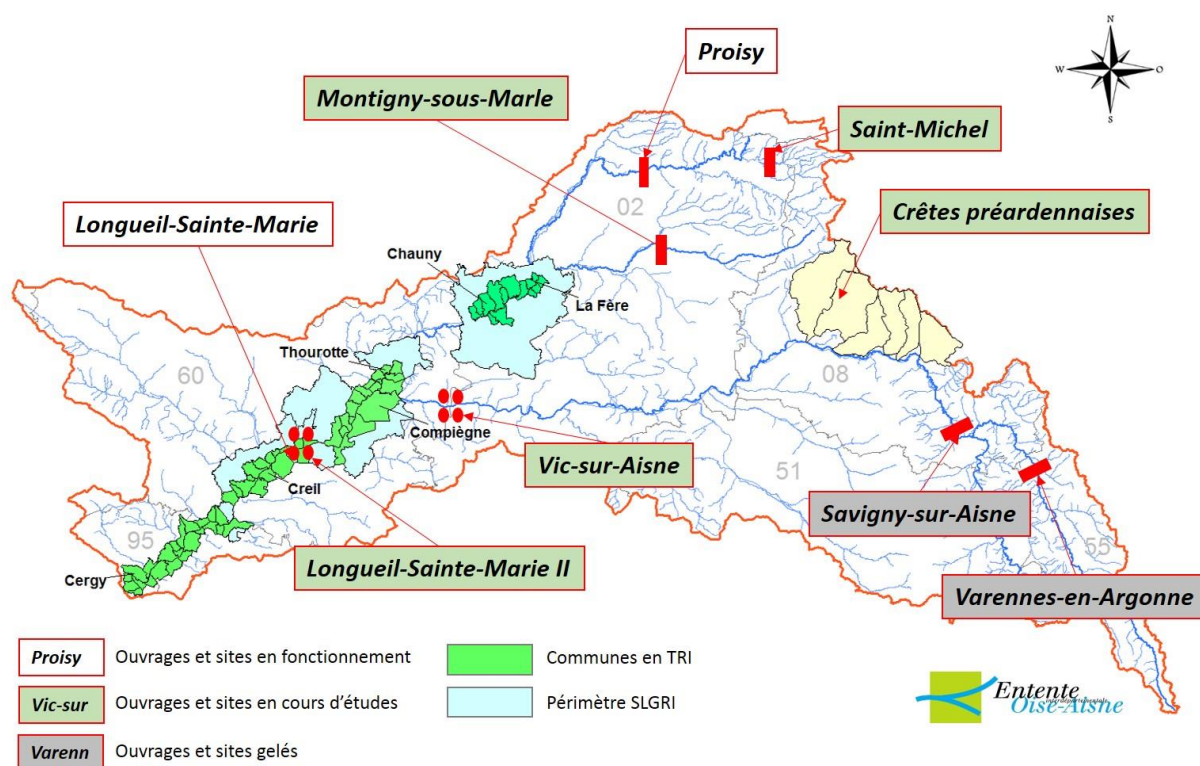 Proisy
N
W
O
S
Montigny-sous-Marle
Saint-Michel
02
Crêtes préardennaises
Longueil-Sainte-Marie
Chauny
La Fère
Thourotte
60
08
Compiègne
Vic-sur-Aisne
51
Creil
Savigny-sur-Aisne
95
55
Longueil-Sainte-Marie II
Cergy
Varennes-en-Argonne
Proisy Ouvrages et sites en fonctionnement
Communes en TRI
Vic-sur Ouvrages et sites en cours d'études
Périmètre SLGRI
Varenn Ouvrages et sites gelés
Entente
Oise-Aisne